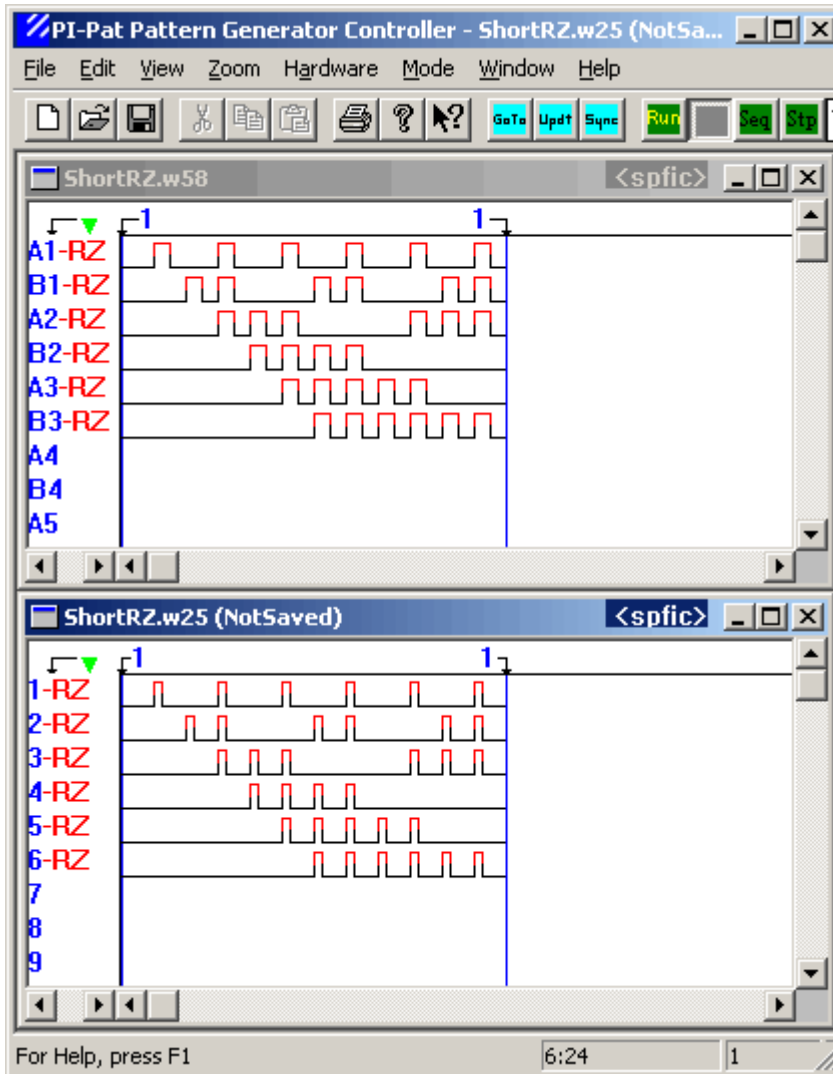 PI-Pat Pattern Generator Controller - ShortRZ.w25 (NotSa...
File Edit View Zoom Hardware Mode Window Help
GoTo Updt Sync Run Seq Stp
ShortRZ.w58 <spfic>
1 1
A1-RZ
B1-RZ
A2-RZ
B2-RZ
A3-RZ
B3-RZ
A4
B4
A5
ShortRZ.w25 (NotSaved) <spfic>
1 1
1-RZ
2-RZ
3-RZ
4-RZ
5-RZ
6-RZ
7
8
9
For Help, press F1 6:24 1